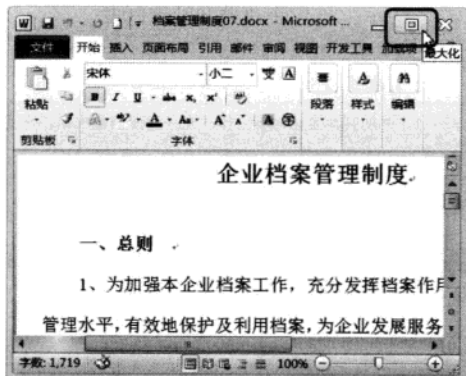 档案管理制度07.docx - Microsoft ...
文件 开始 插入 页面布局 引用 邮件 审阅 视图 开发工具 加载项
最大化
宋体 小二
粘贴 段落 样式 编辑
剪贴板 字体
企业档案管理制度
一、总则
1、为加强本企业档案工作，充分发挥档案作用
管理水平，有效地保护及利用档案，为企业发展服务
字数: 1,719 100%